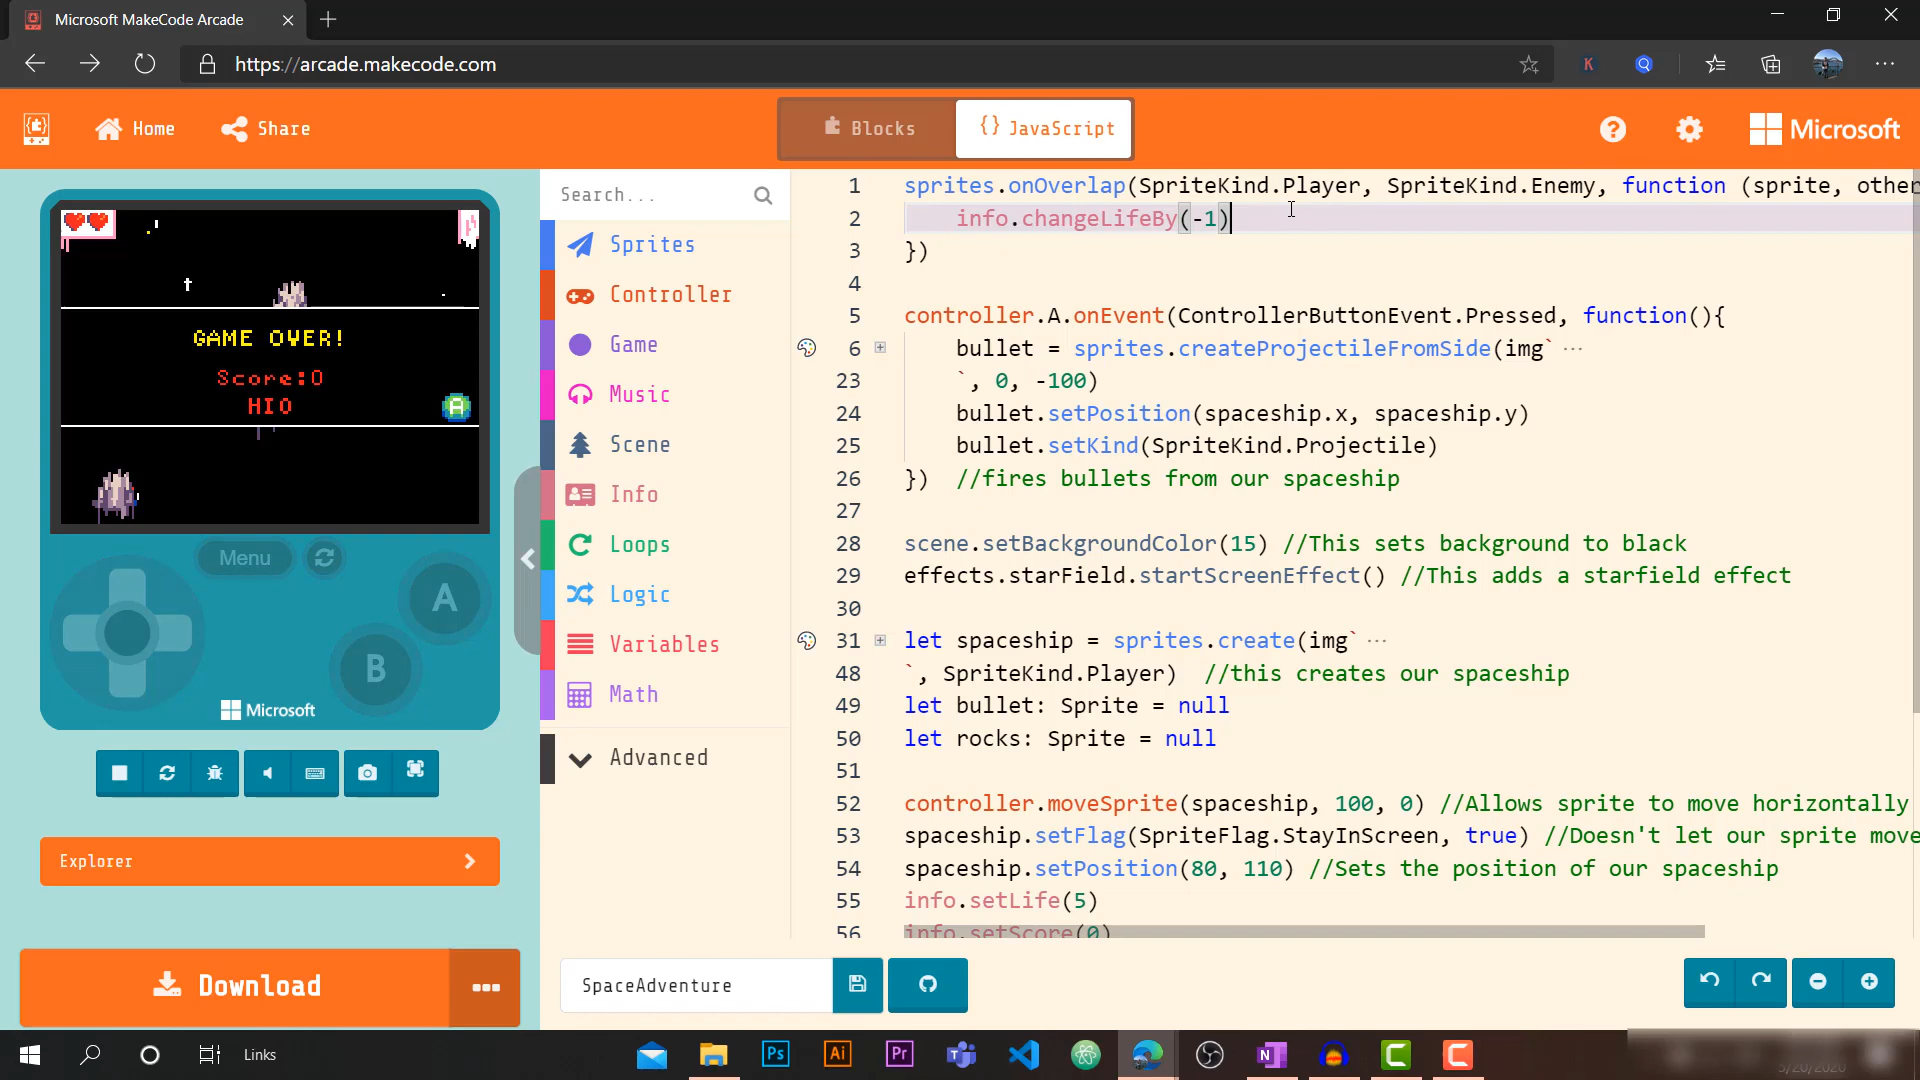 Microsoft MakeCode Arcade
https://arcade.makecode.com
Home
Share
Blocks
{} JavaScript
Microsoft
GAME OVER!
Score:0
HI0
A
Menu
A
B
Microsoft
Explorer
Download
Search...
Sprites
Controller
Game
Music
Scene
Info
Loops
Logic
Variables
Math
Advanced
1 sprites.onOverlap(SpriteKind.Player, SpriteKind.Enemy, function (sprite, other
2 info.changeLifeBy(-1)
3 })
4
5 controller.A.onEvent(ControllerButtonEvent.Pressed, function(){
6 bullet = sprites.createProjectileFromSide(img` ···
23 `, 0, -100)
24 bullet.setPosition(spaceship.x, spaceship.y)
25 bullet.setKind(SpriteKind.Projectile)
26 }) //fires bullets from our spaceship
27
28 scene.setBackgroundColor(15) //This sets background to black
29 effects.starField.startScreenEffect() //This adds a starfield effect
30
31 let spaceship = sprites.create(img` ···
48 `, SpriteKind.Player) //this creates our spaceship
49 let bullet: Sprite = null
50 let rocks: Sprite = null
51
52 controller.moveSprite(spaceship, 100, 0) //Allows sprite to move horizontally
53 spaceship.setFlag(SpriteFlag.StayInScreen, true) //Doesn't let our sprite move
54 spaceship.setPosition(80, 110) //Sets the position of our spaceship
55 info.setLife(5)
56 info.setScore(0)
SpaceAdventure
Links
Ps
Ai
Pr